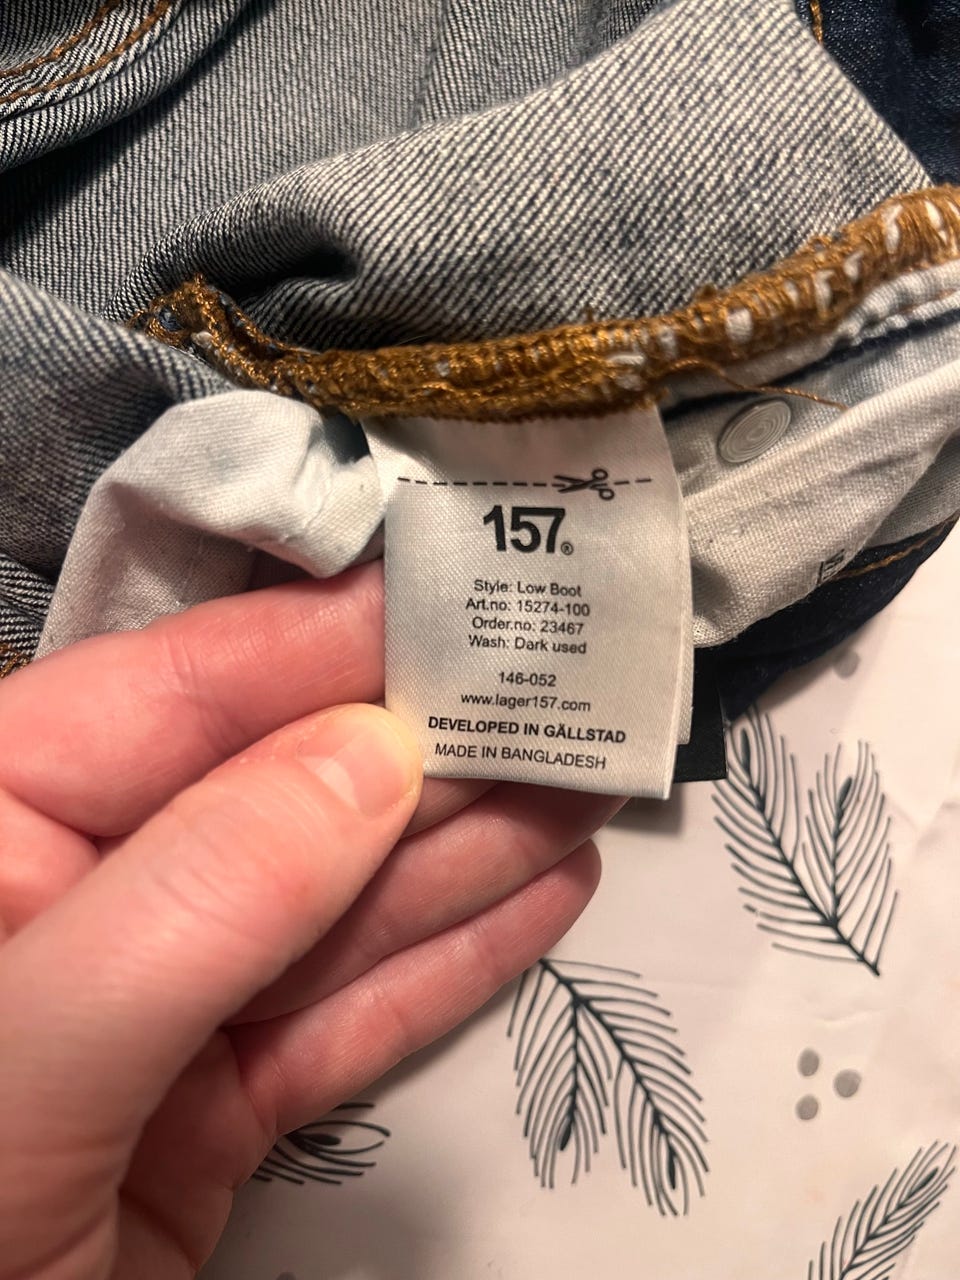 157®
Style: Low Boot
Art.no: 15274-100
Order.no: 23467
Wash: Dark used
146-052
www.lager157.com
DEVELOPED IN GÄLLSTAD
MADE IN BANGLADESH